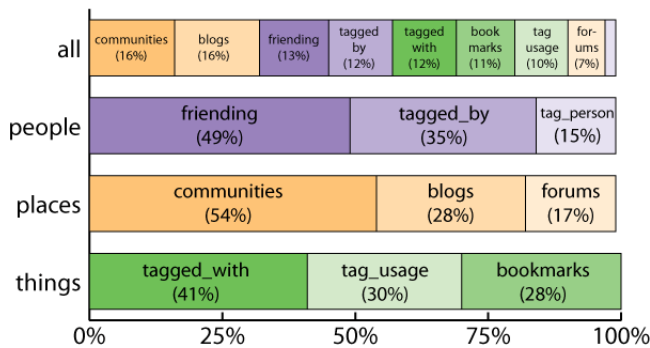 all
communities
(16%)
blogs
(16%)
friending
(13%)
tagged
by
(12%)
tagged
with
(12%)
book
marks
(11%)
tag
usage
(10%)
for-
ums
(7%)
people
friending
(49%)
tagged_by
(35%)
tag_person
(15%)
places
communities
(54%)
blogs
(28%)
forums
(17%)
things
tagged_with
(41%)
tag_usage
(30%)
bookmarks
(28%)
0% 25% 50% 75% 100%